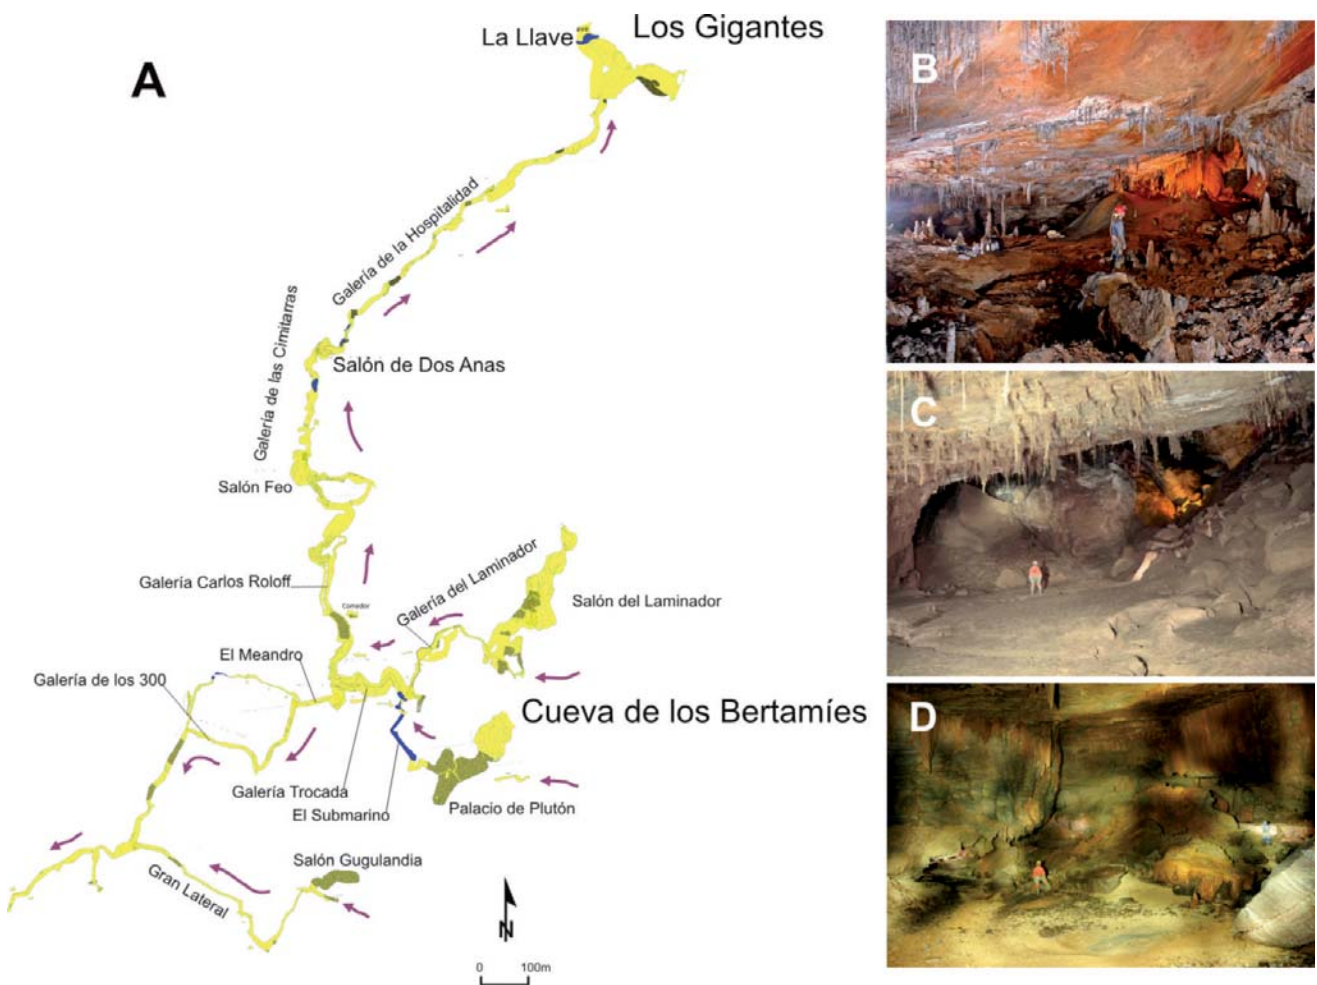 A
La Llave
Los Gigantes
Galería de la Hospitalidad
Galería de las Cimitarras
Salón de Dos Anas
Salón Feo
Galería Carlos Roloff
Comedor
Galería del Laminador
Salón del Laminador
El Meandro
Galería de los 300
Cueva de los Bertamíes
Galería Trocada
El Submarino
Palacio de Plutón
Salón Gugulandia
Gran Lateral
N
0 100m
B
C
D